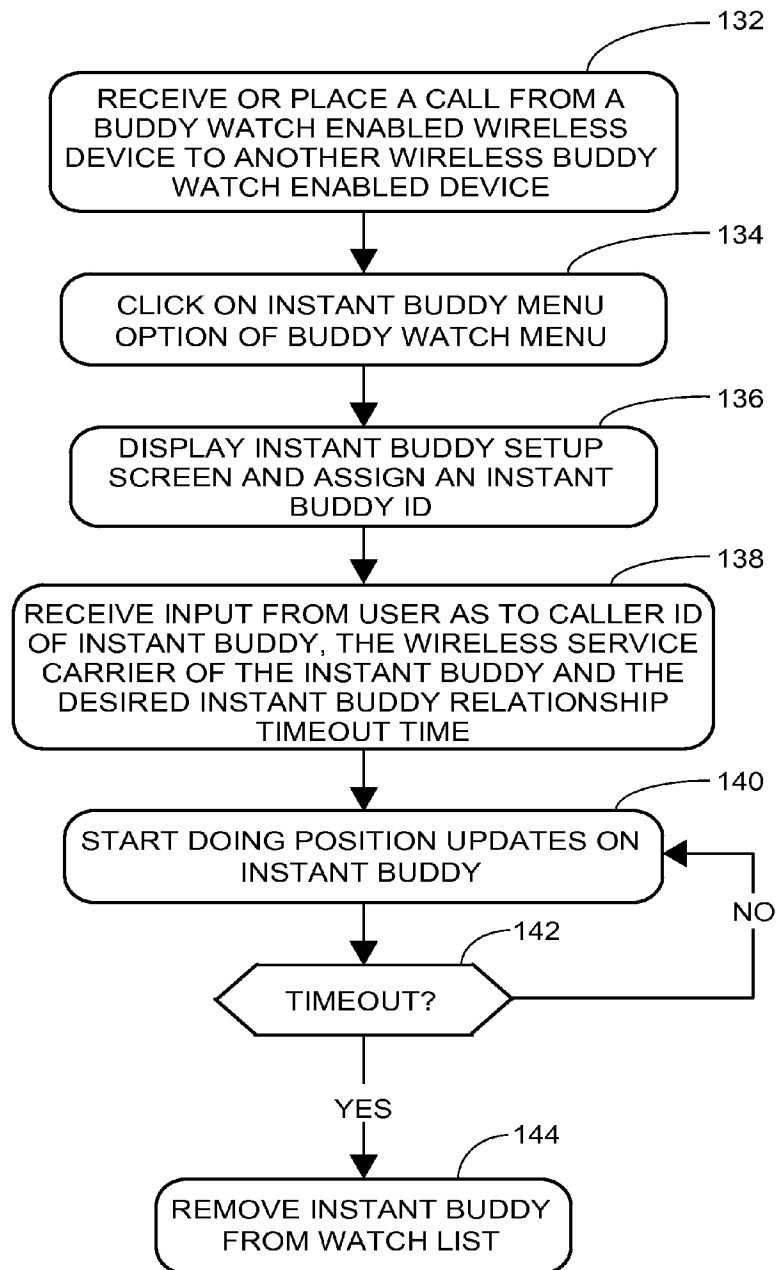 132
RECEIVE OR PLACE A CALL FROM A
BUDDY WATCH ENABLED WIRELESS
DEVICE TO ANOTHER WIRELESS BUDDY
WATCH ENABLED DEVICE
134
CLICK ON INSTANT BUDDY MENU
OPTION OF BUDDY WATCH MENU
136
DISPLAY INSTANT BUDDY SETUP
SCREEN AND ASSIGN AN INSTANT
BUDDY ID
138
RECEIVE INPUT FROM USER AS TO CALLER ID
OF INSTANT BUDDY, THE WIRELESS SERVICE
CARRIER OF THE INSTANT BUDDY AND THE
DESIRED INSTANT BUDDY RELATIONSHIP
TIMEOUT TIME
140
START DOING POSITION UPDATES ON
INSTANT BUDDY
NO
142
TIMEOUT?
YES
144
REMOVE INSTANT BUDDY
FROM WATCH LIST